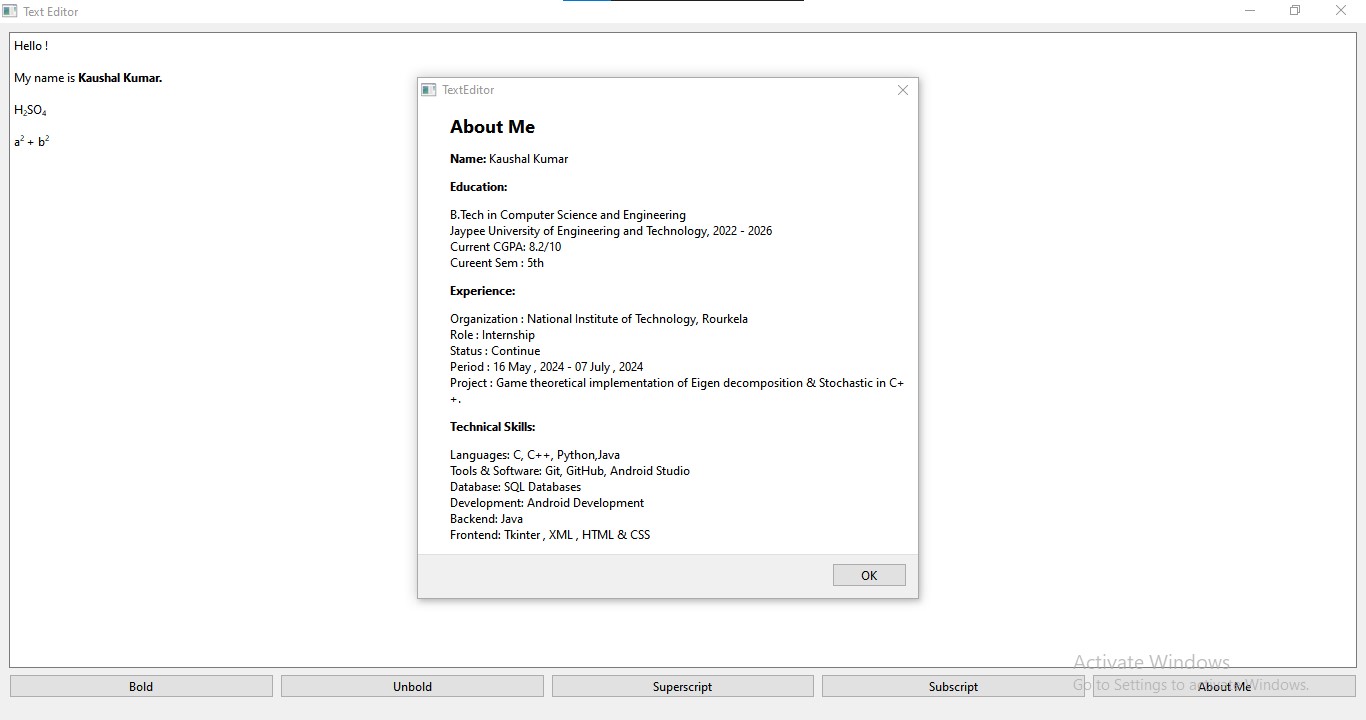 Text Editor
Hello !
My name is Kaushal Kumar.
H₂SO₄
a² + b²
TextEditor
About Me
Name: Kaushal Kumar
Education:
B.Tech in Computer Science and Engineering
Jaypee University of Engineering and Technology, 2022 - 2026
Current CGPA: 8.2/10
Cureent Sem : 5th
Experience:
Organization : National Institute of Technology, Rourkela
Role : Internship
Status : Continue
Period : 16 May , 2024 - 07 July , 2024
Project : Game theoretical implementation of Eigen decomposition & Stochastic in C+
+.
Technical Skills:
Languages: C, C++, Python,Java
Tools & Software: Git, GitHub, Android Studio
Database: SQL Databases
Development: Android Development
Backend: Java
Frontend: Tkinter , XML , HTML & CSS
OK
Activate Windows
Go to Settings to activate Windows.
Bold
Unbold
Superscript
Subscript
About Me